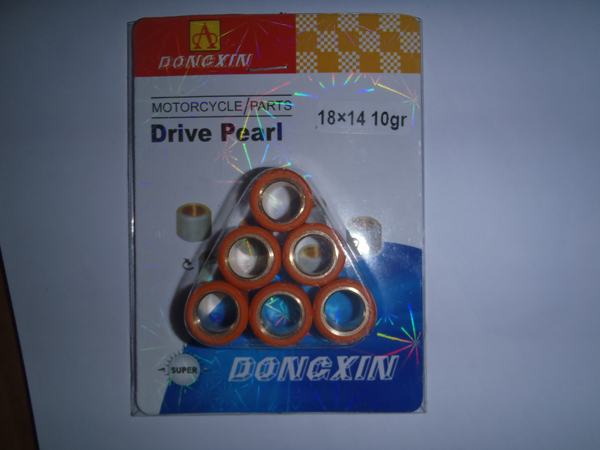 DONGXIN
MOTORCYCLE/PARTS
Drive Pearl
18×14 10gr
SUPER
DONGXIN